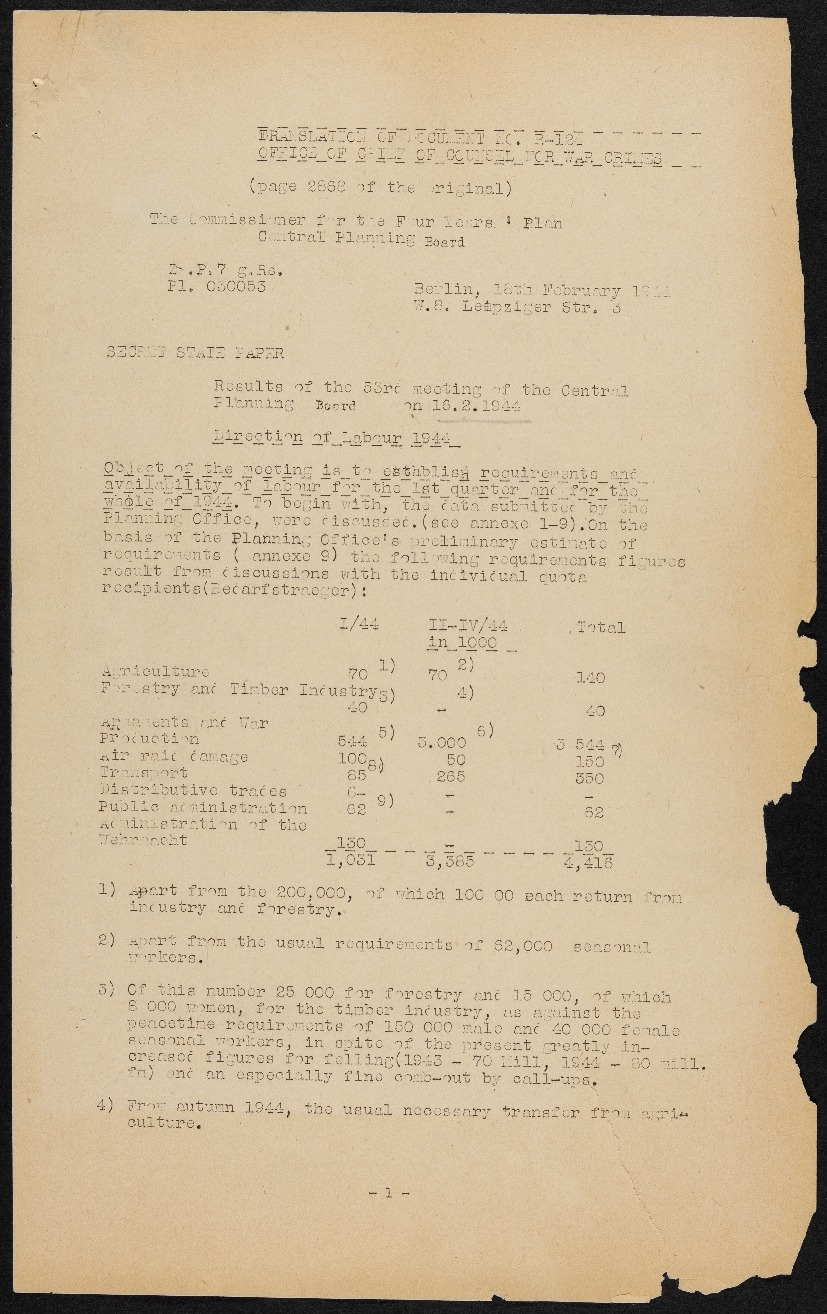 TRANSLATION OF DOCUMENT No. R-121
OFFICE OF CHIEF OF COUNSEL FOR WAR CRIMES
(page 2862 of the original)
The Commissioner for the Four Years ' Plan
Central Planning Board
Z.P.7 g.Rs.
Pl. 030053
Berlin, 18th February 1944
W.8. Leipziger Str. 3
SECRET STATE PAPER
Results of the 53rd meeting of the Central
Planning Board on 16.2.1944
Direction of Labour 1944
Object of the meeting is to establish requirements and
availability of labour for the 1st quarter and for the
whole of 1944. To begin with, the data submitted by the
Planning Office, were discussed.(see annexe 1-9).On the
basis of the Planning Office's preliminary estimate of
requirements ( annexe 9) the following requirements figures
result from discussions with the individual quota
recipients(Bedarfstraeger):
I/44 II-IV/44 Total
in 1000
Agriculture 70 1) 70 2) 140
Forestry and Timber Industry3) 4)
40 - 40
Armaments and War
Production 544 5) 3.000 6) 3 544 7)
Air raid damage 100 8) 50 150
Transport 85 265 350
Distributive trades 6- - -
Public administration 62 9) - 62
Administration of the
Wehrmacht 130 - 130
1,031 3,385 4,416
1) Apart from the 200,000, of which 100 00 each return from
industry and forestry.
2) Apart from the usual requirements of 62,000 seasonal
workers.
3) Of this number 25 000 for forestry and 15 000, of which
8 000 women, for the timber industry, as against the
peacetime requirements of 150 000 male and 40 000 female
seasonal workers, in spite of the present greatly in-
creased figures for felling(1943 - 70 Mill, 1944 - 80 mill.
fm) and an especially fine comb-out by call-ups.
4) From autumn 1944, the usual necessary transfer from agri-
culture.
- 1 -